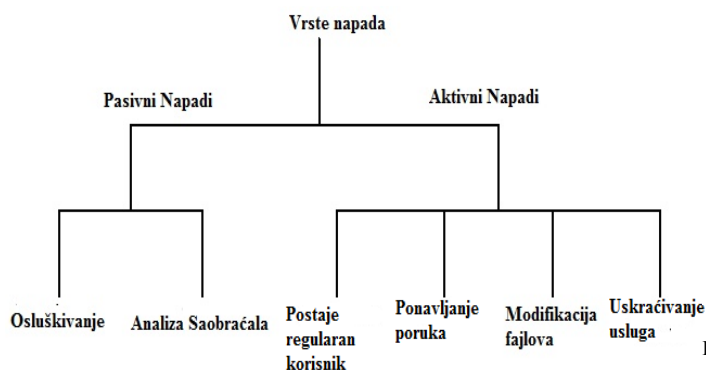 Vrste napada
Pasivni Napadi
Aktivni Napadi
Osluškivanje
Analiza Saobraćala
Postaje
regularan
korisnik
Ponavljanje
poruka
Modifikacija
fajlova
Uskraćivanje
usluga